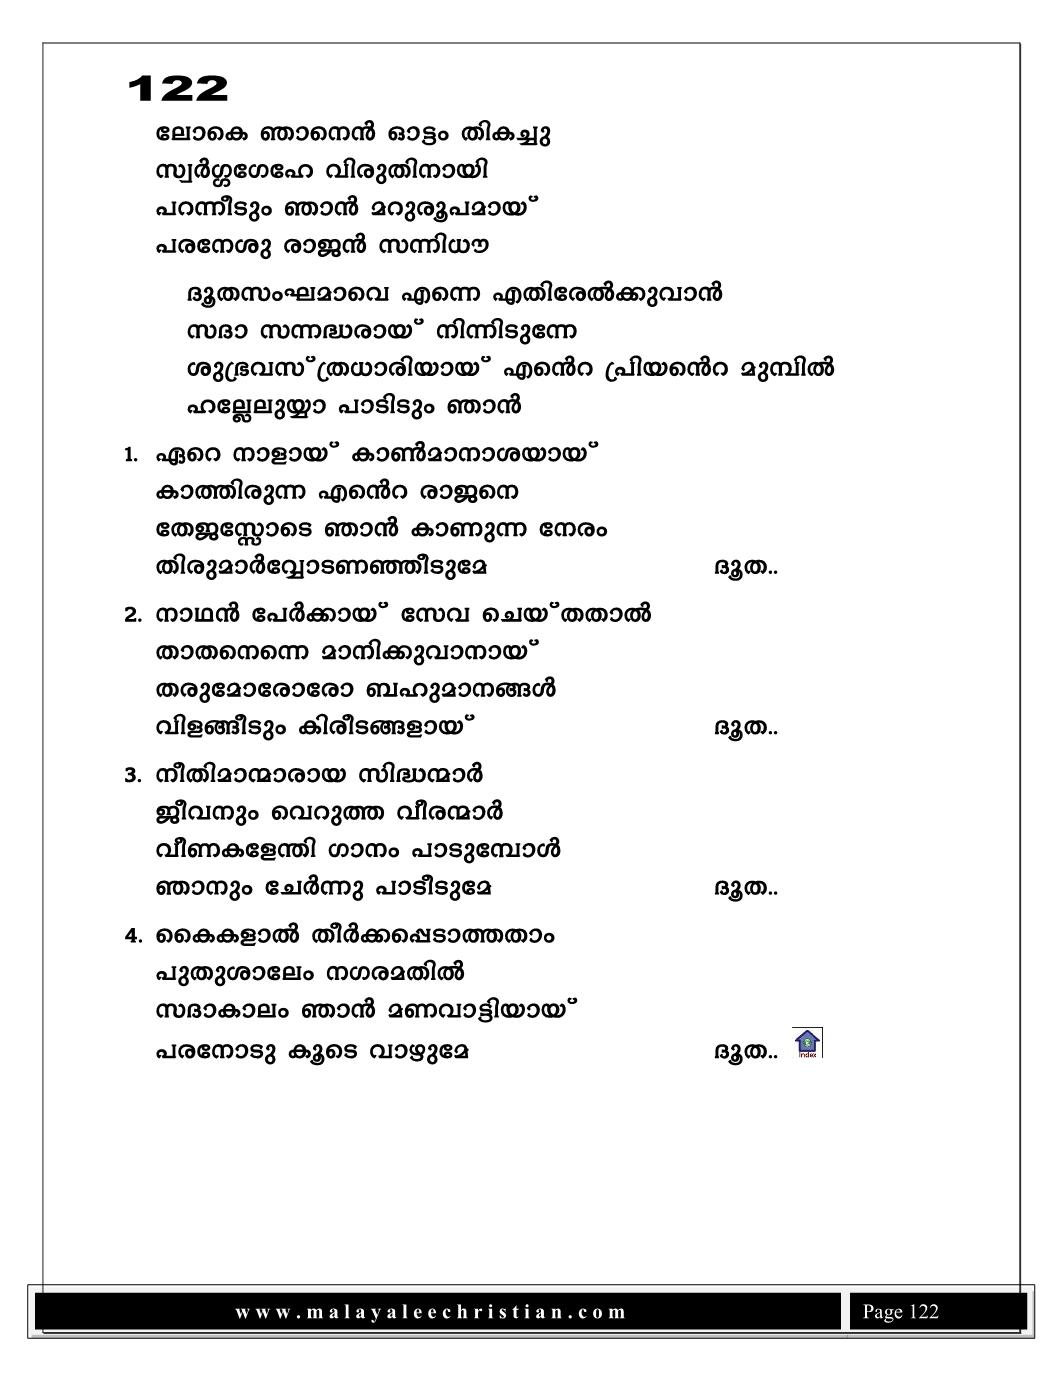 122
ലോകെ ഞാനെൻ ഓട്ടം തികച്ചു
സ്വർഗ്ഗഗേഹേ വിരുതിനായി
പറന്നീടും ഞാൻ മറുരൂപമായ്
പരനേശു രാജൻ സന്നിധൗ
ദൂതസംഘമാവെ എന്നെ എതിരേൽക്കുവാൻ
സദാ സന്നദ്ധരായ് നിന്നിടുന്നേ
ശുഭ്രവസ്ത്രധാരിയായ് എൻെറ പ്രിയൻെറ മുമ്പിൽ
ഹല്ലേലുയ്യാ പാടിടും ഞാൻ
1. ഏറെ നാളായ് കാൺമാനാശയായ്
കാത്തിരുന്ന എൻെറ രാജനെ
തേജസ്സോടെ ഞാൻ കാണുന്ന നേരം
തിരുമാർവ്വോടണഞ്ഞീടുമേ ദൂത..
2. നാഥൻ പേർക്കായ് സേവ ചെയ്തതാൽ
താതനെന്നെ മാനിക്കുവാനായ്
തരുമോരോരോ ബഹുമാനങ്ങൾ
വിളങ്ങീടും കിരീടങ്ങളായ് ദൂത..
3. നീതിമാന്മാരായ സിദ്ധന്മാർ
ജീവനും വെറുത്ത വീരന്മാർ
വീണകളേന്തി ഗാനം പാടുമ്പോൾ
ഞാനും ചേർന്നു പാടീടുമേ ദൂത..
4. കൈകളാൽ തീർക്കപ്പെടാത്തതാം
പുതുശാലേം നഗരമതിൽ
സദാകാലം ഞാൻ മണവാട്ടിയായ്
പരനോടു കൂടെ വാഴുമേ ദൂത.. Index
www.malayaleechristian.com Page 122